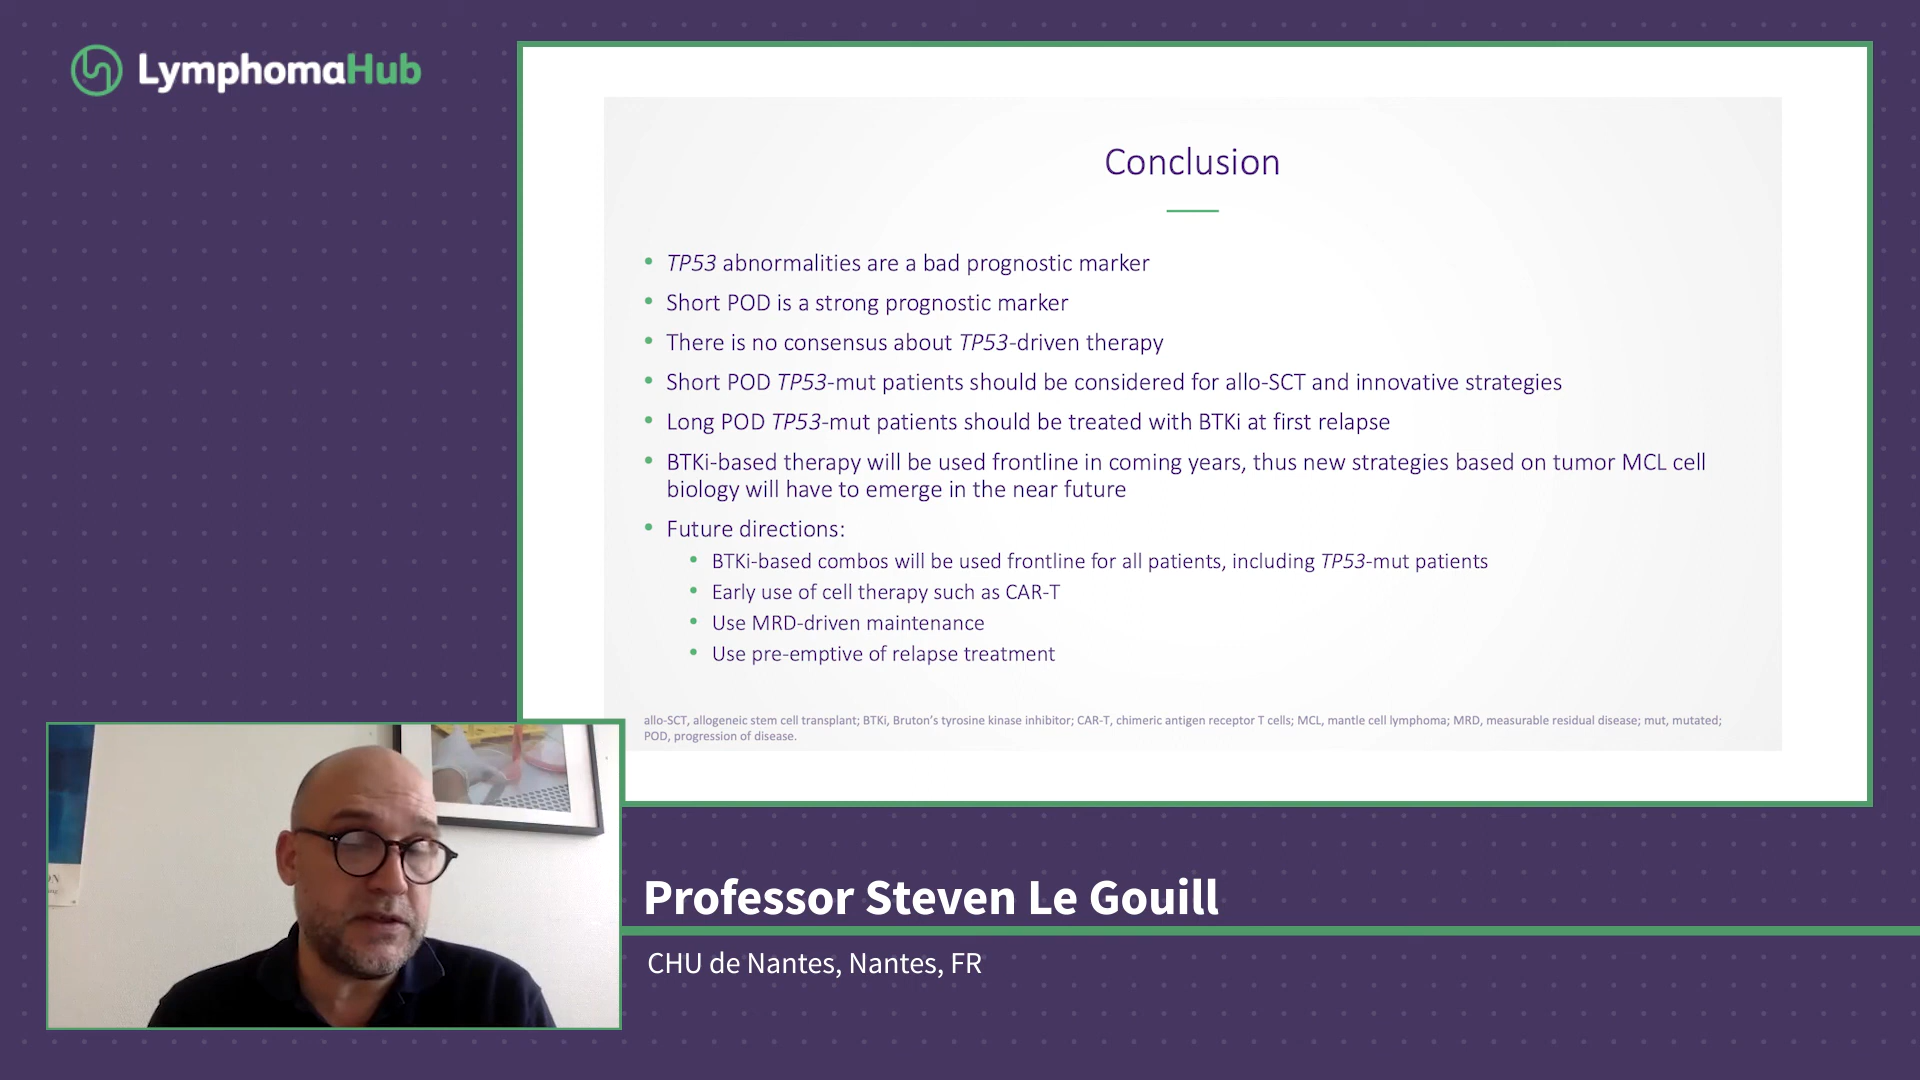 LymphomaHub
Conclusion
• TP53 abnormalities are a bad prognostic marker
• Short POD is a strong prognostic marker
• There is no consensus about TP53-driven therapy
• Short POD TP53-mut patients should be considered for allo-SCT and innovative strategies
• Long POD TP53-mut patients should be treated with BTKi at first relapse
• BTKi-based therapy will be used frontline in coming years, thus new strategies based on tumor MCL cell
biology will have to emerge in the near future
• Future directions:
• BTKi-based combos will be used frontline for all patients, including TP53-mut patients
• Early use of cell therapy such as CAR-T
• Use MRD-driven maintenance
• Use pre-emptive of relapse treatment
allo-SCT, allogeneic stem cell transplant; BTKi, Bruton's tyrosine kinase inhibitor; CAR-T, chimeric antigen receptor T cells; MCL, mantle cell lymphoma; MRD, measurable residual disease; mut, mutated;
POD, progression of disease.
Professor Steven Le Gouill
CHU de Nantes, Nantes, FR